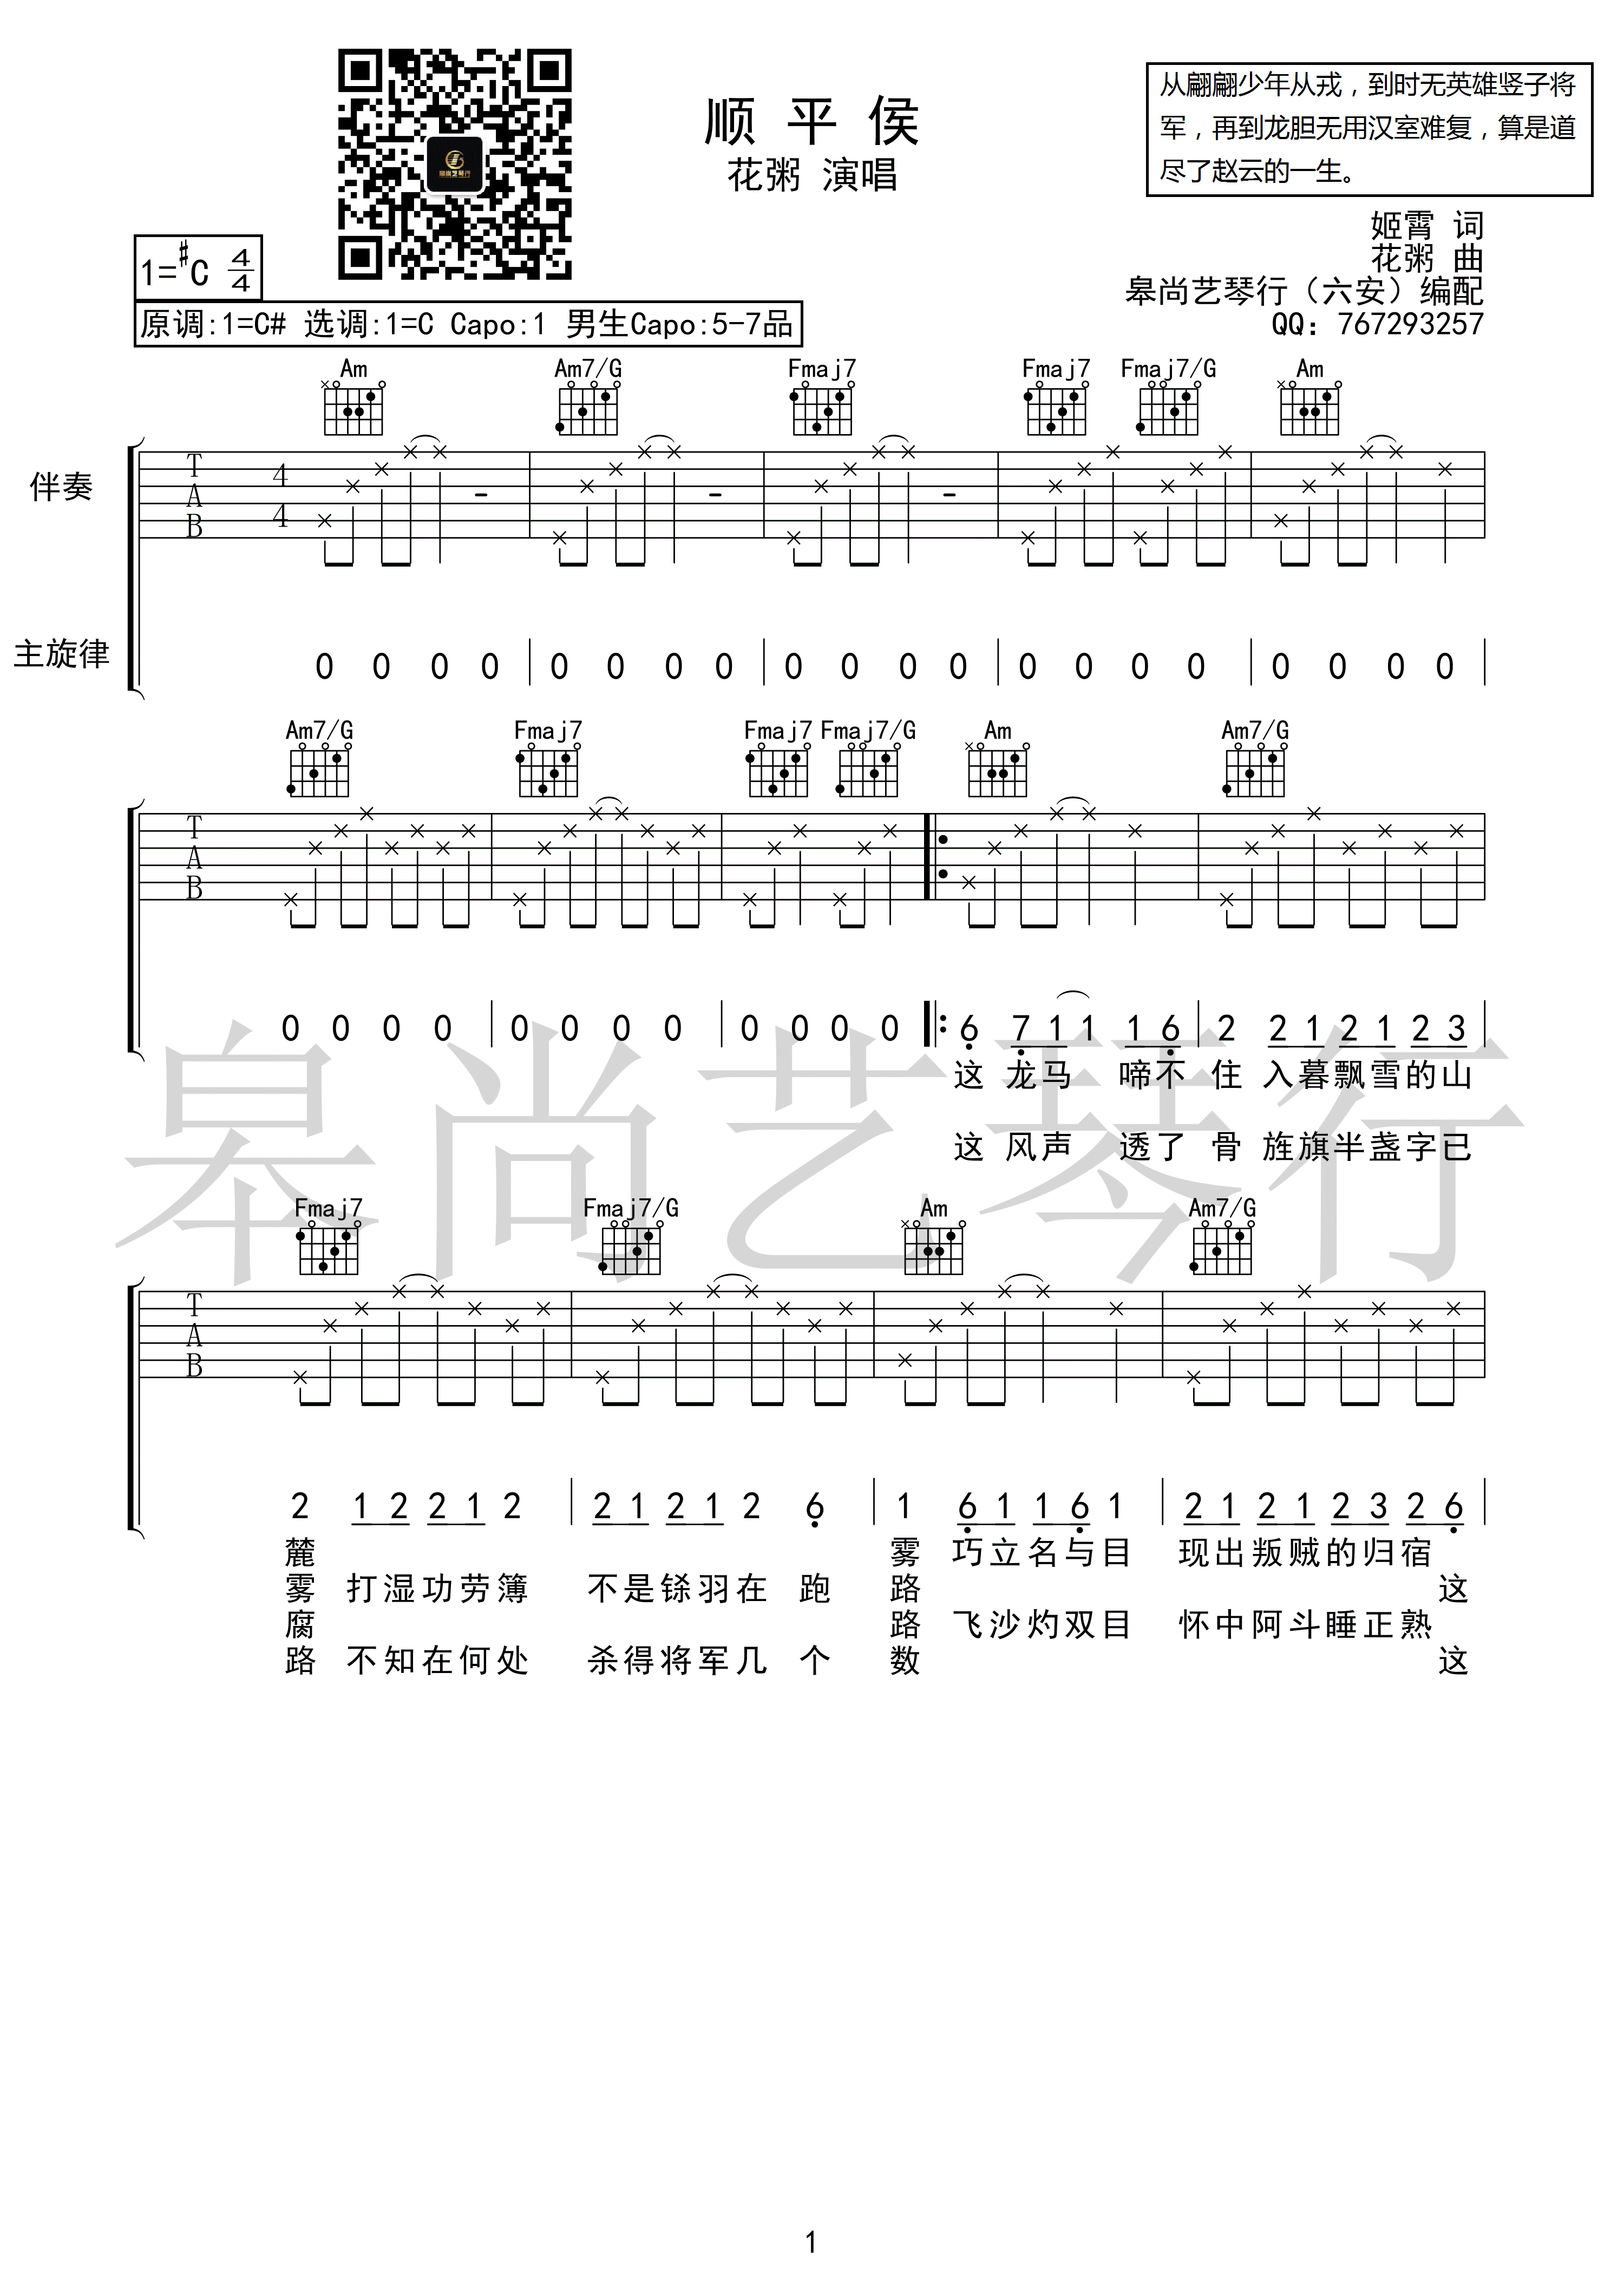 顺 平 侯
花粥 演唱
从翩翩少年从戎，到时无英雄竖子将
军，再到龙胆无用汉室难复，算是道
尽了赵云的一生。
姬霄 词
花粥 曲
皋尚艺琴行（六安）编配
QQ：767293257
1=#C 4/4
原调:1=C# 选调:1=C Capo:1 男生Capo:5-7品
Am Am7/G Fmaj7 Fmaj7 Fmaj7/G Am
伴奏
T A B 4 4
主旋律
0 0 0 0 | 0 0 0 0 | 0 0 0 0 | 0 0 0 0 | 0 0 0 0 |
Am7/G Fmaj7 Fmaj7 Fmaj7/G Am Am7/G
T A B
0 0 0 0 | 0 0 0 0 | 0 0 0 0 |: 6 7 1 1 1 6 | 2 2 1 2 1 2 3 |
这 龙马 啼不 住 入暮飘雪的山
这 风声 透了 骨 旌旗半盏字已
皋尚艺琴行
Fmaj7 Fmaj7/G Am Am7/G
T A B
2 1 2 2 1 2 | 2 1 2 1 2 6 | 1 6 1 1 6 1 | 2 1 2 1 2 3 2 6 |
麓 雾 巧立名与目 现出叛贼的归宿
雾 打湿功劳簿 不是铩羽在 跑 路 这
腐 路 飞沙灼双目 怀中阿斗睡正熟
路 不知在何处 杀得将军几 个 数 这
1